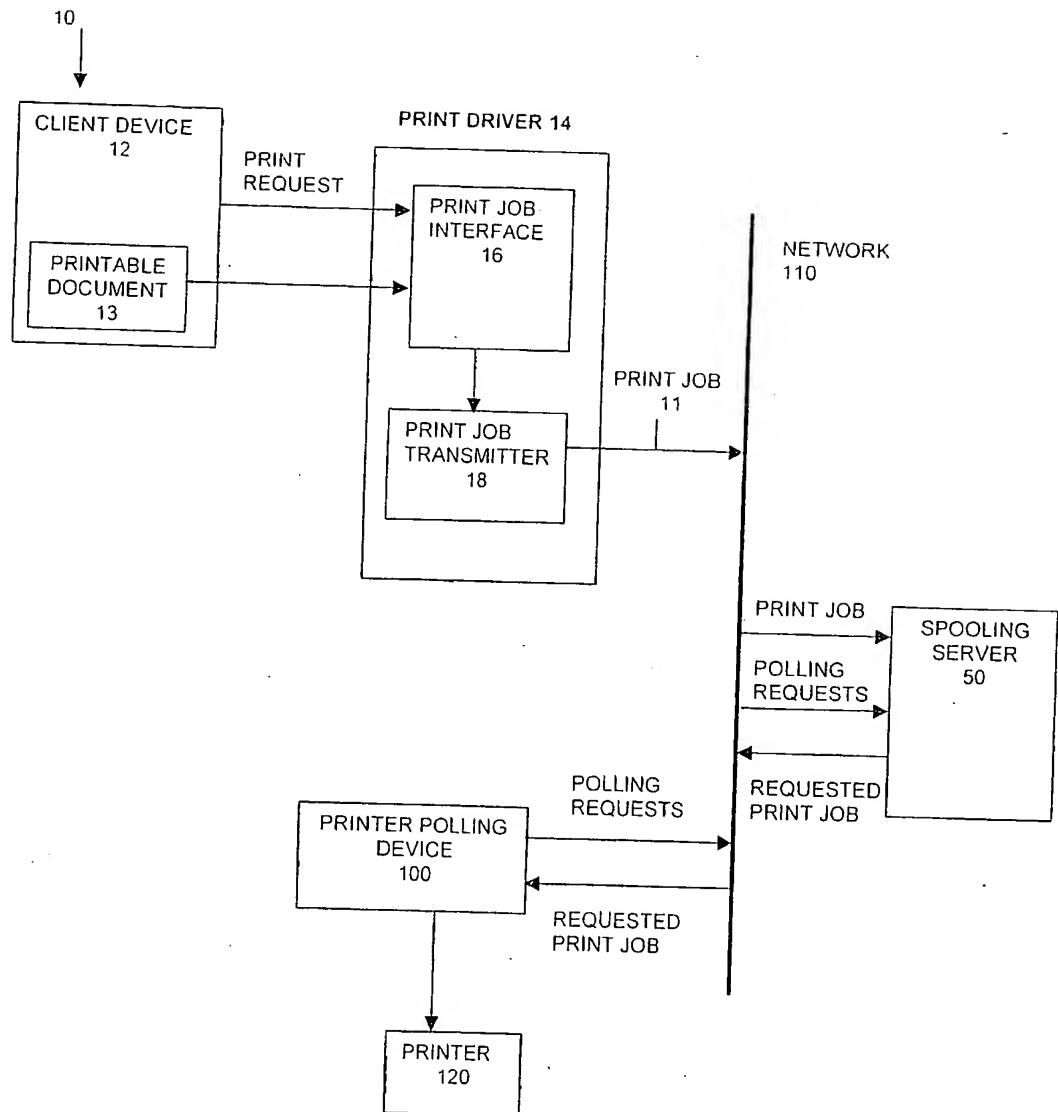 10
CLIENT DEVICE
12
PRINTABLE
DOCUMENT
13
PRINT
REQUEST
PRINT DRIVER 14
PRINT JOB
INTERFACE
16
PRINT JOB
TRANSMITTER
18
PRINT JOB
11
NETWORK
110
PRINT JOB
POLLING
REQUESTS
REQUESTED
PRINT JOB
SPOOLING
SERVER
50
POLLING
REQUESTS
PRINTER POLLING
DEVICE
100
REQUESTED
PRINT JOB
PRINTER
120